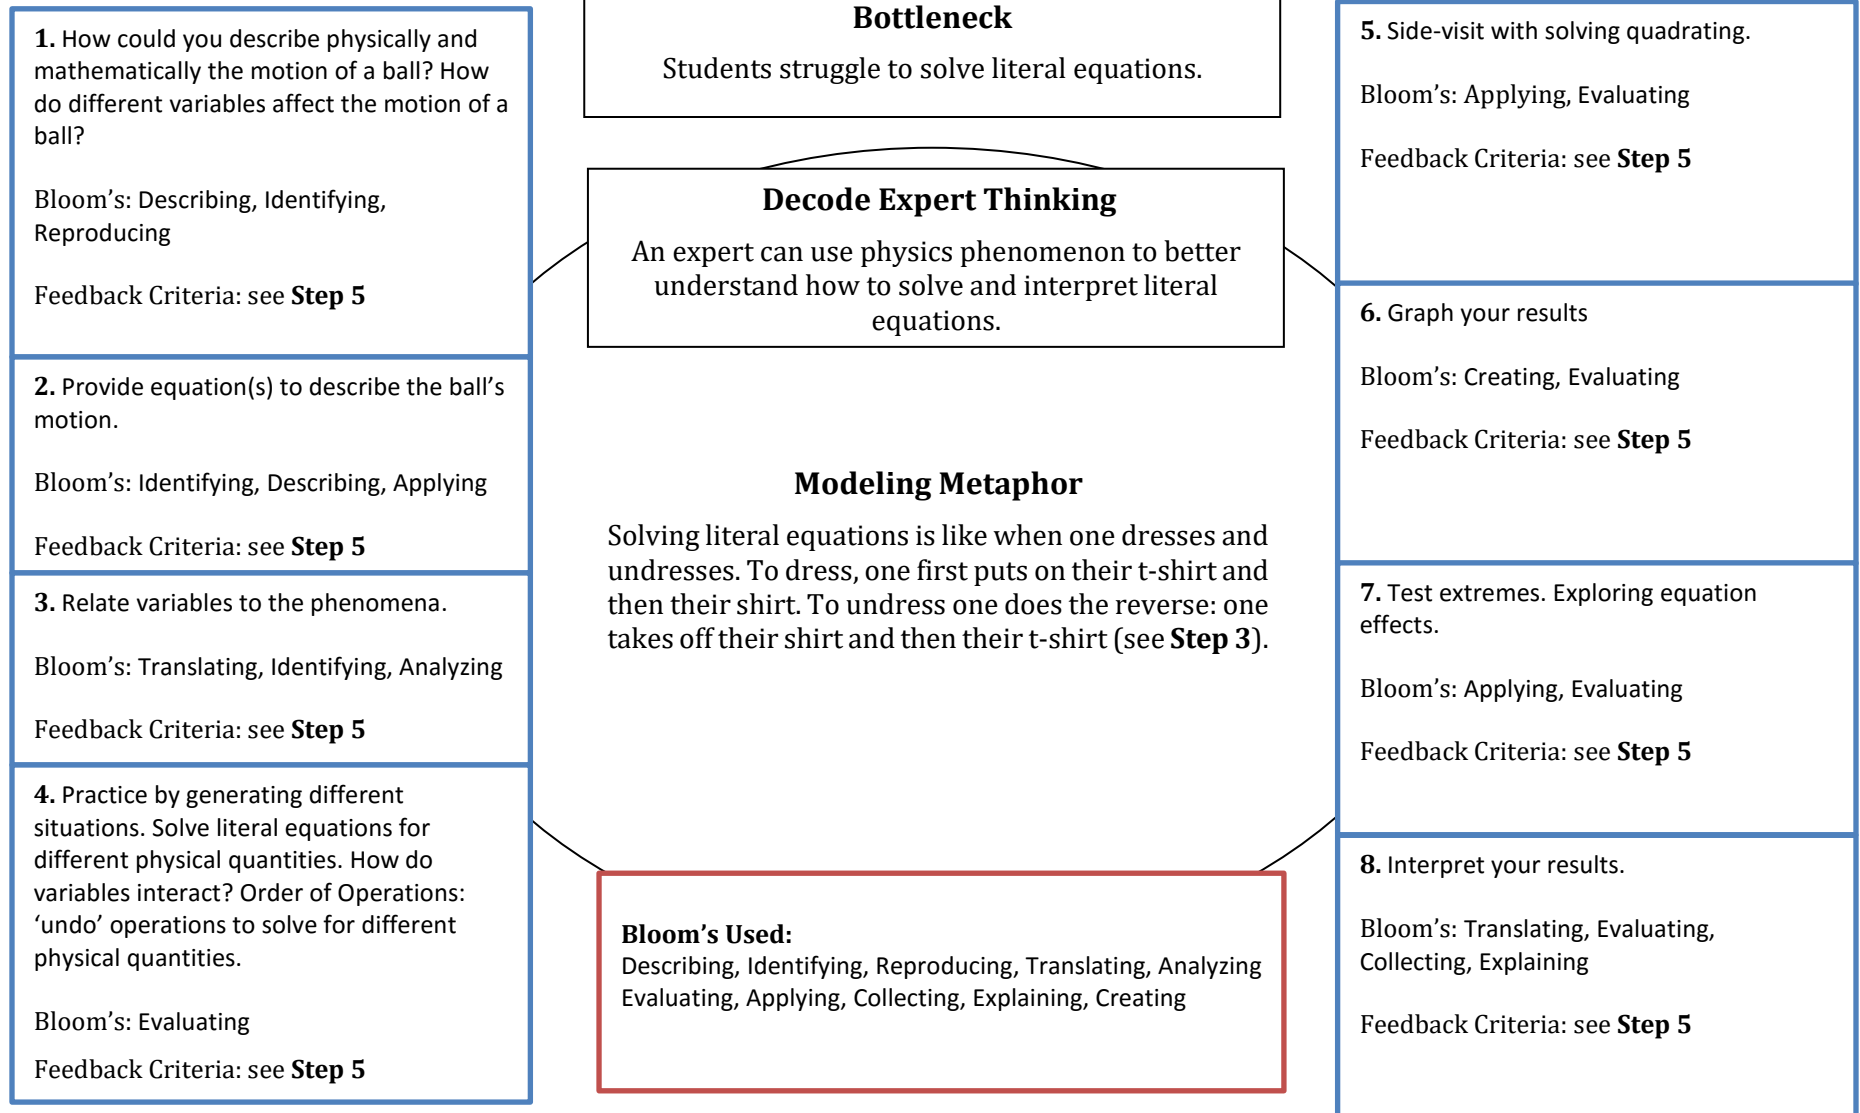 1. How could you describe physically and
mathematically the motion of a ball? How
do different variables affect the motion of a
ball?
Bloom's: Describing, Identifying,
Reproducing
Feedback Criteria: see Step 5
2. Provide equation(s) to describe the ball's
motion.
Bloom's: Identifying, Describing, Applying
Feedback Criteria: see Step 5
3. Relate variables to the phenomena.
Bloom's: Translating, Identifying, Analyzing
Feedback Criteria: see Step 5
4. Practice by generating different
situations. Solve literal equations for
different physical quantities. How do
variables interact? Order of Operations:
‘undo’ operations to solve for different
physical quantities.
Bloom's: Evaluating
Feedback Criteria: see Step 5
Bottleneck
Students struggle to solve literal equations.
Decode Expert Thinking
An expert can use physics phenomenon to better
understand how to solve and interpret literal
equations.
Modeling Metaphor
Solving literal equations is like when one dresses and
undresses. To dress, one first puts on their t-shirt and
then their shirt. To undress one does the reverse: one
takes off their shirt and then their t-shirt (see Step 3).
Bloom's Used:
Describing, Identifying, Reproducing, Translating, Analyzing
Evaluating, Applying, Collecting, Explaining, Creating
5. Side-visit with solving quadrating.
Bloom's: Applying, Evaluating
Feedback Criteria: see Step 5
6. Graph your results
Bloom's: Creating, Evaluating
Feedback Criteria: see Step 5
7. Test extremes. Exploring equation
effects.
Bloom's: Applying, Evaluating
Feedback Criteria: see Step 5
8. Interpret your results.
Bloom's: Translating, Evaluating,
Collecting, Explaining
Feedback Criteria: see Step 5